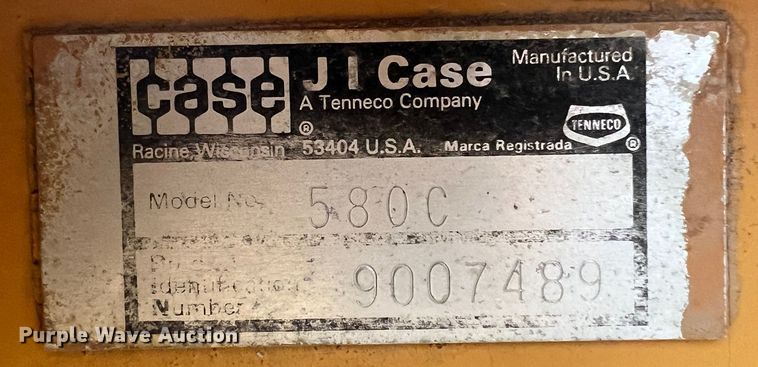 case
®
J I Case
A Tenneco Company
Manufactured
In U.S.A.
TENNECO
®
Racine, Wisconsin 53404 U.S.A. Marca Registrada
Model No. 580C
Identification
Number 9007489
Purple Wave Auction